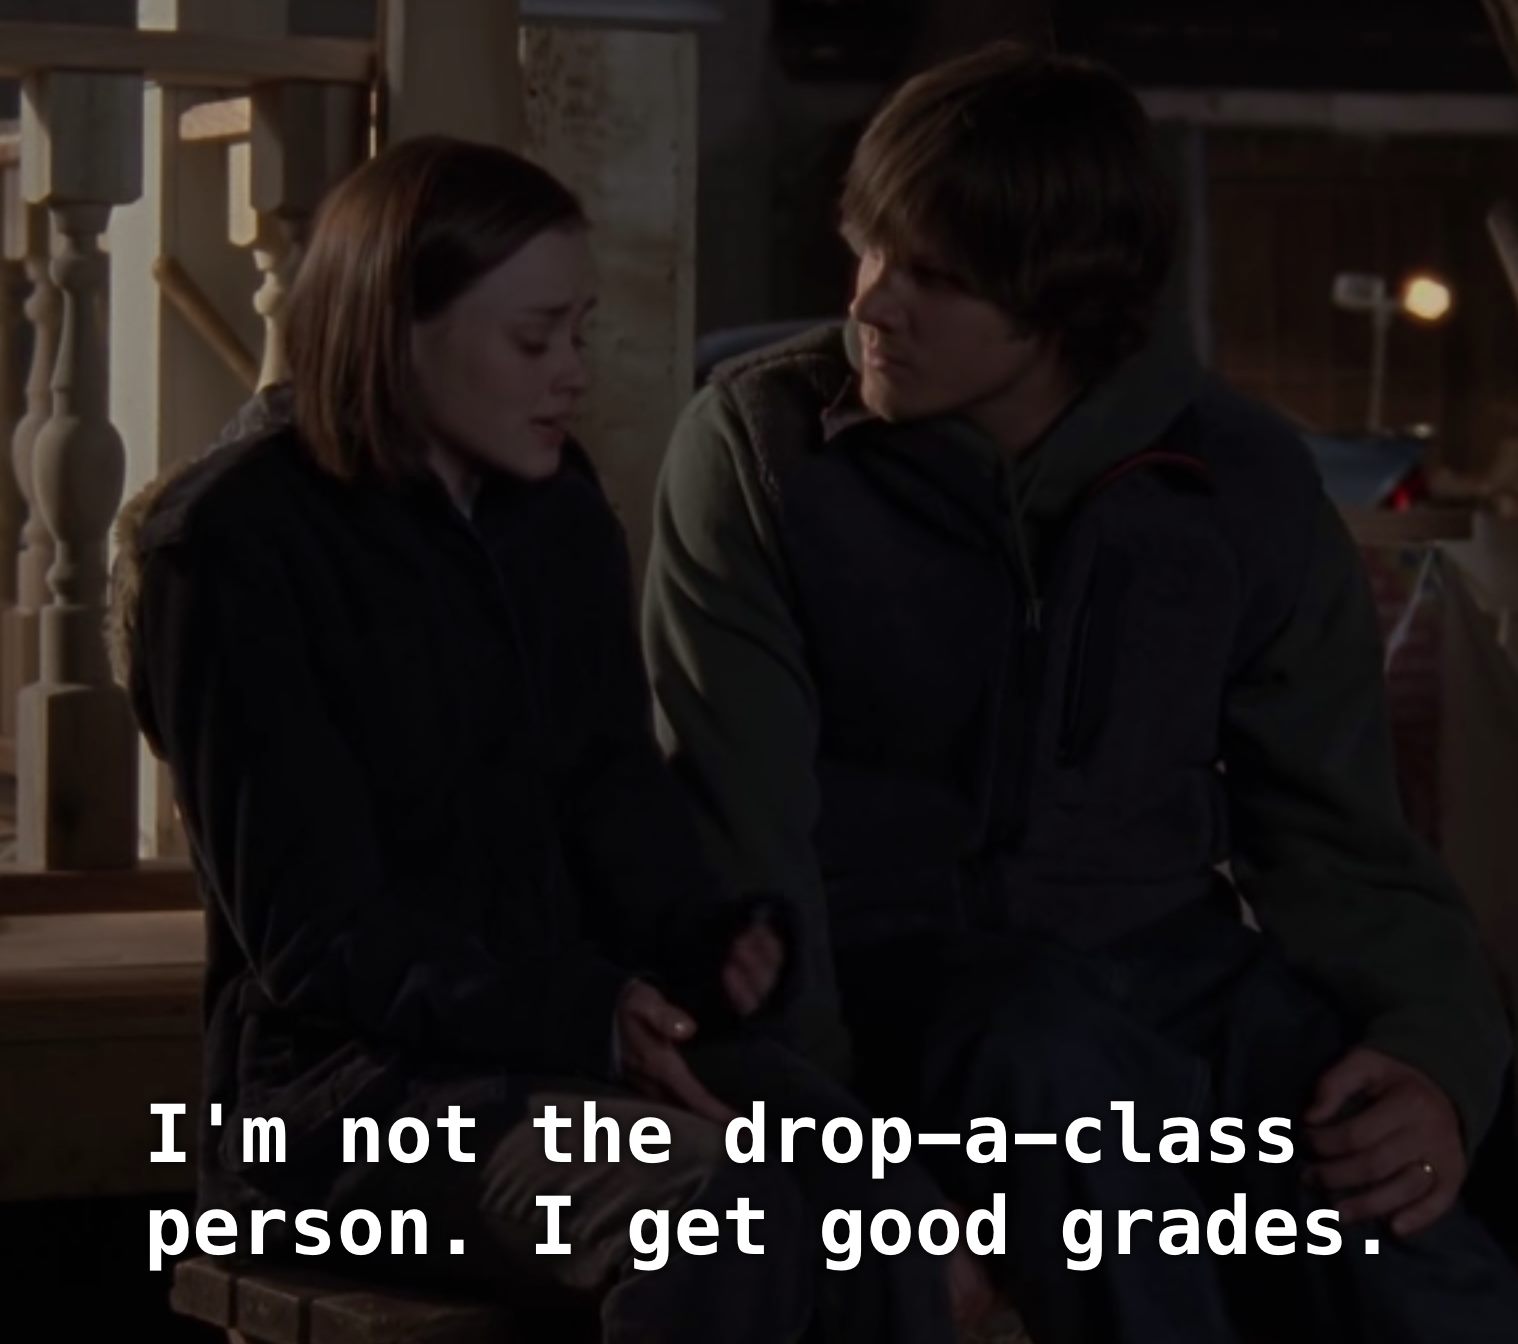 I'm not the drop-a-class
person. I get good grades.